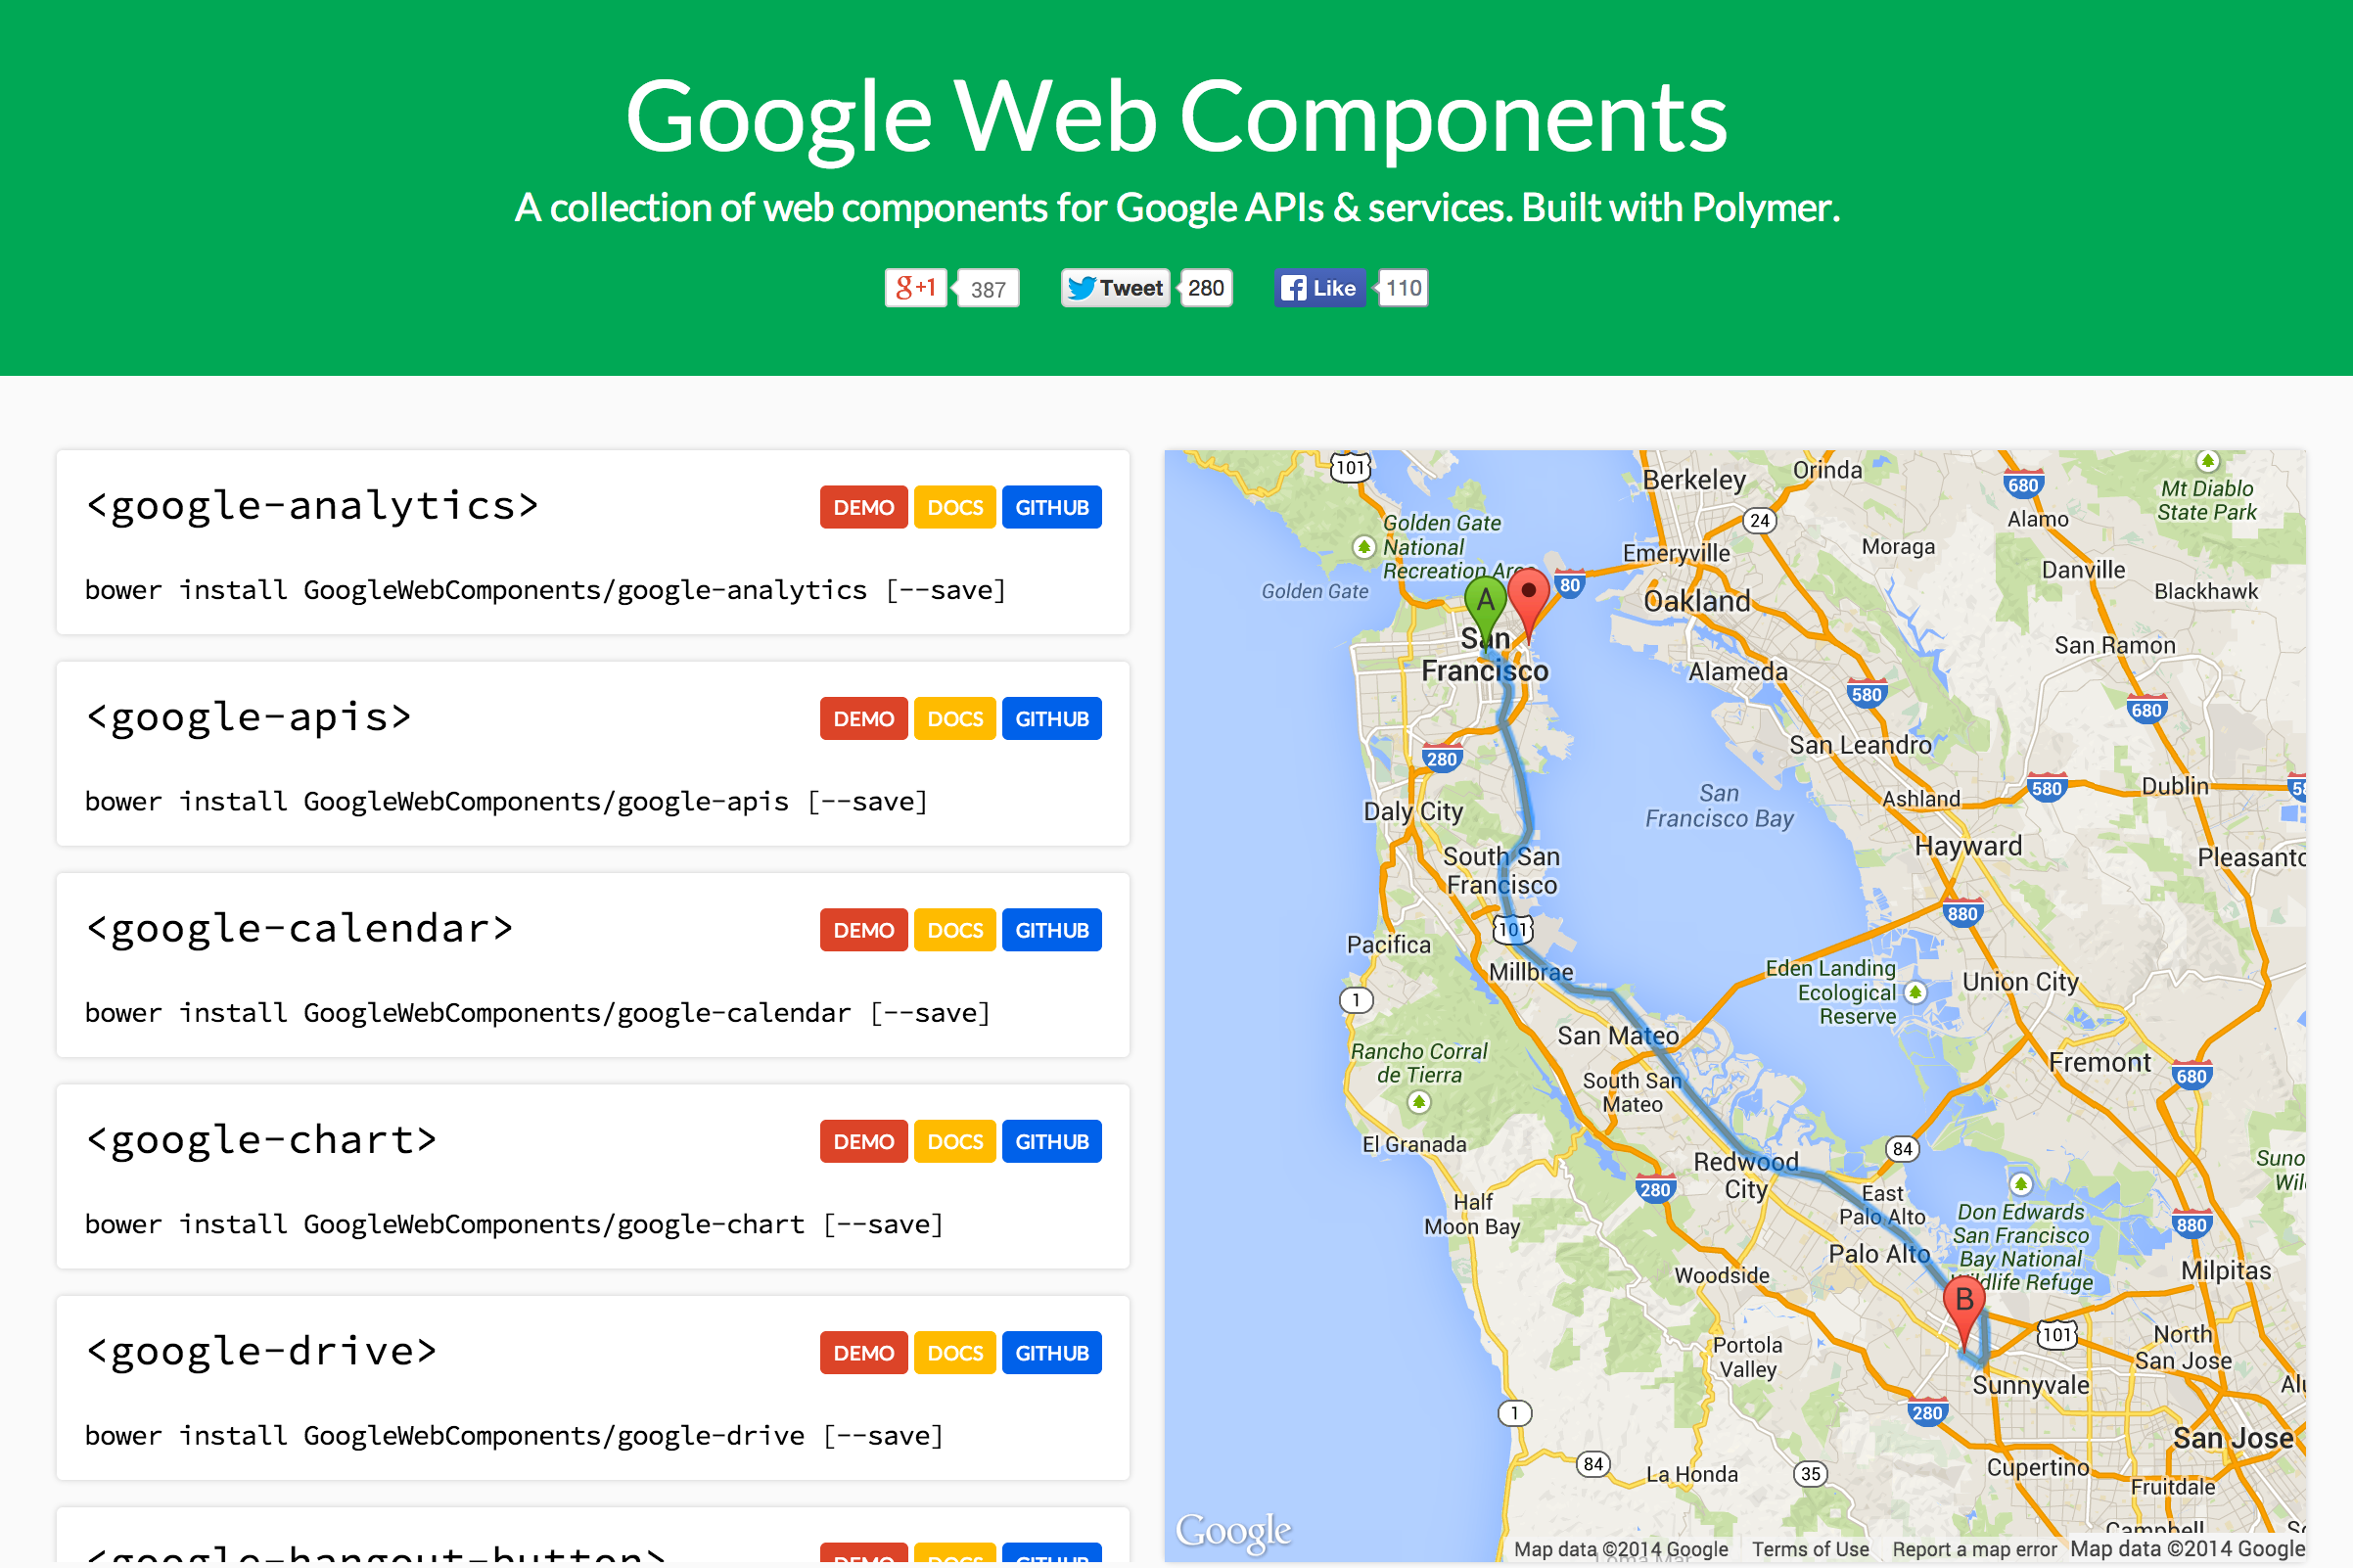 Google Web Components
A collection of web components for Google APIs & services. Built with Polymer.
g+1 387 Tweet 280 Like 110
<google-analytics> DEMO DOCS GITHUB
bower install GoogleWebComponents/google-analytics [--save]
<google-apis> DEMO DOCS GITHUB
bower install GoogleWebComponents/google-apis [--save]
<google-calendar> DEMO DOCS GITHUB
bower install GoogleWebComponents/google-calendar [--save]
<google-chart> DEMO DOCS GITHUB
bower install GoogleWebComponents/google-chart [--save]
<google-drive> DEMO DOCS GITHUB
bower install GoogleWebComponents/google-drive [--save]
<google-hangout-button> DEMO DOCS GITHUB
101
Berkeley
Orinda
680
Mt Diablo
State Park
24
Alamo
Golden Gate
National
Recreation Area
Emeryville
Moraga
Danville
Golden Gate
80
Blackhawk
A
Oakland
San
Francisco
San Ramon
Alameda
580
680
280
San Leandro
San
Francisco Bay
Ashland
580
Dublin
58
Daly City
Hayward
South San
Francisco
Pleasanto
880
101
Pacifica
Millbrae
Eden Landing
Ecological
Reserve
Union City
1
San Mateo
Rancho Corral
de Tierra
South San
Mateo
Fremont
680
El Granada
84
Redwood
City
Suno
Wil
280
East
Palo Alto
Half
Moon Bay
Don Edwards
San Francisco
Bay National
Wildlife Refuge
880
Palo Alto
Woodside
Milpitas
B
101
North
San Jose
Portola
Valley
Sunnyvale
Alu
280
1
San Jose
84
La Honda
35
Cupertino
Fruitdale
Campbell
Google
Map data ©2014 Google Terms of Use Report a map error Map data ©2014 Google